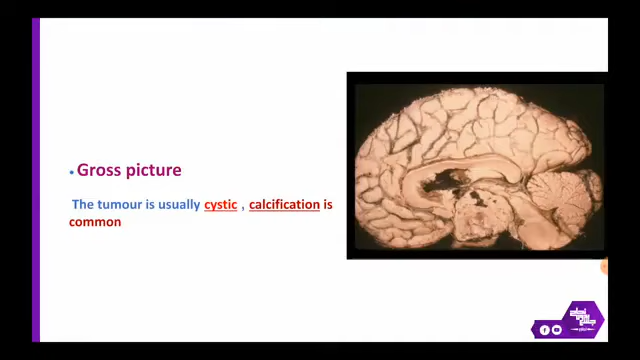 • Gross picture
The tumour is usually cystic , calcification is
common